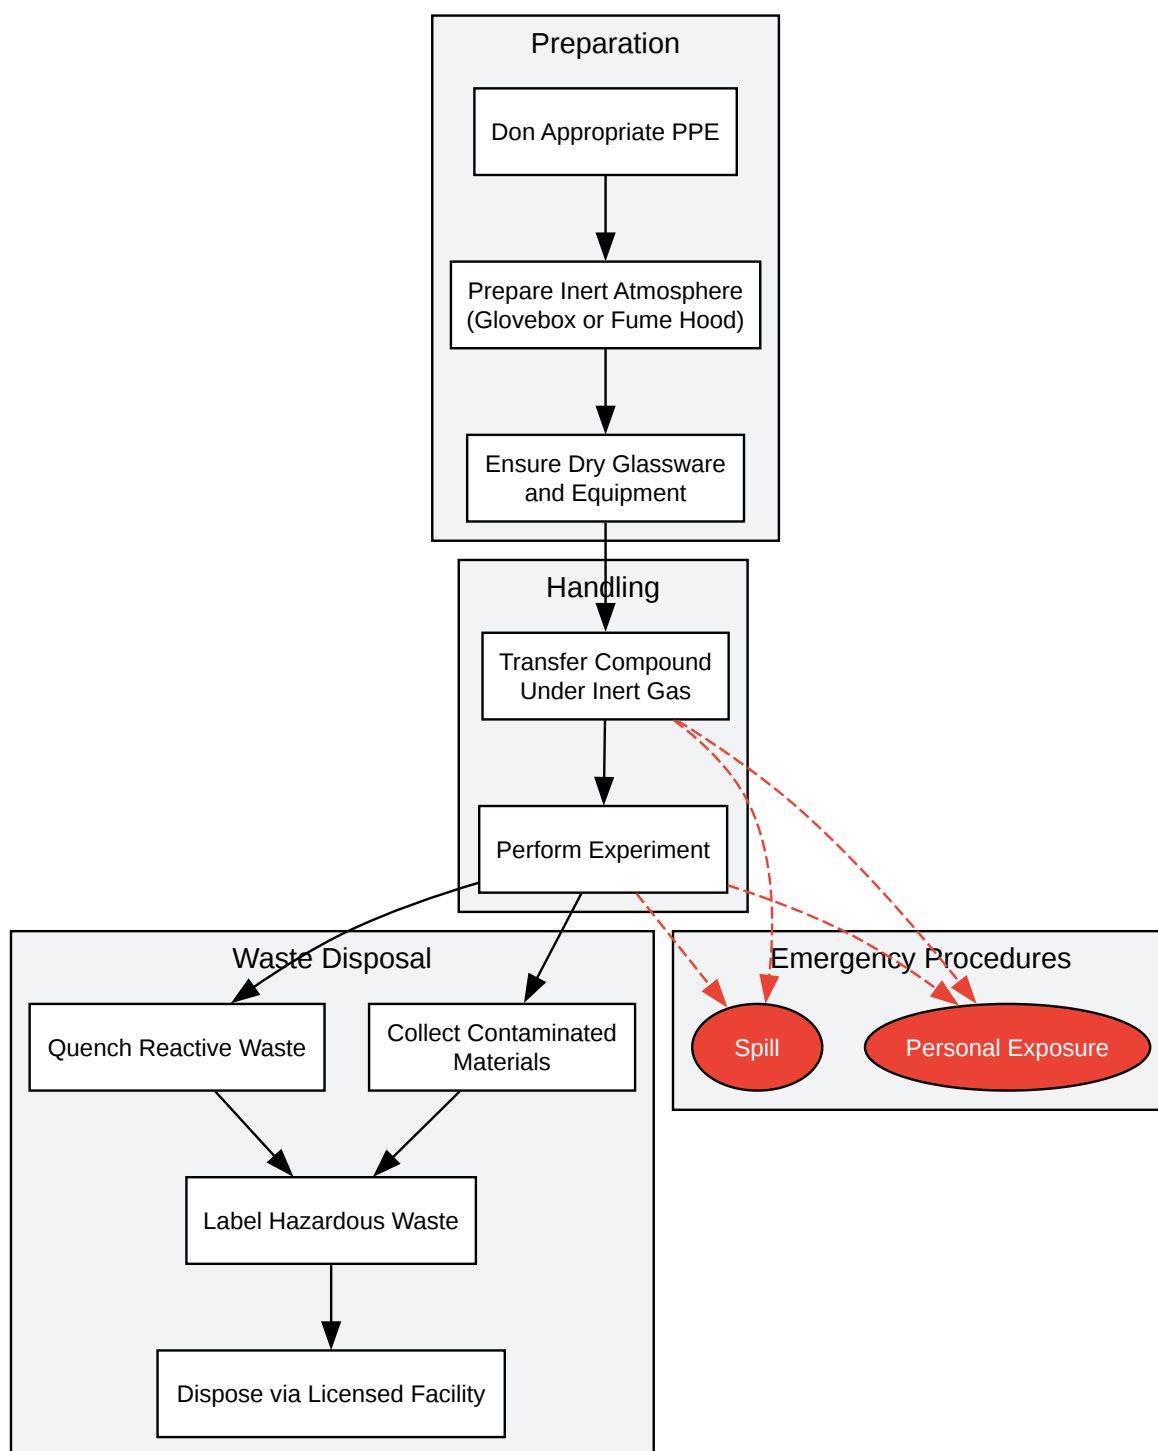 Preparation
Don Appropriate PPE
Prepare Inert Atmosphere
(Glovebox or Fume Hood)
Ensure Dry Glassware
and Equipment
Handling
Transfer Compound
Under Inert Gas
Perform Experiment
Waste Disposal
Quench Reactive Waste
Collect Contaminated
Materials
Label Hazardous Waste
Dispose via Licensed Facility
Emergency Procedures
Spill
Personal Exposure